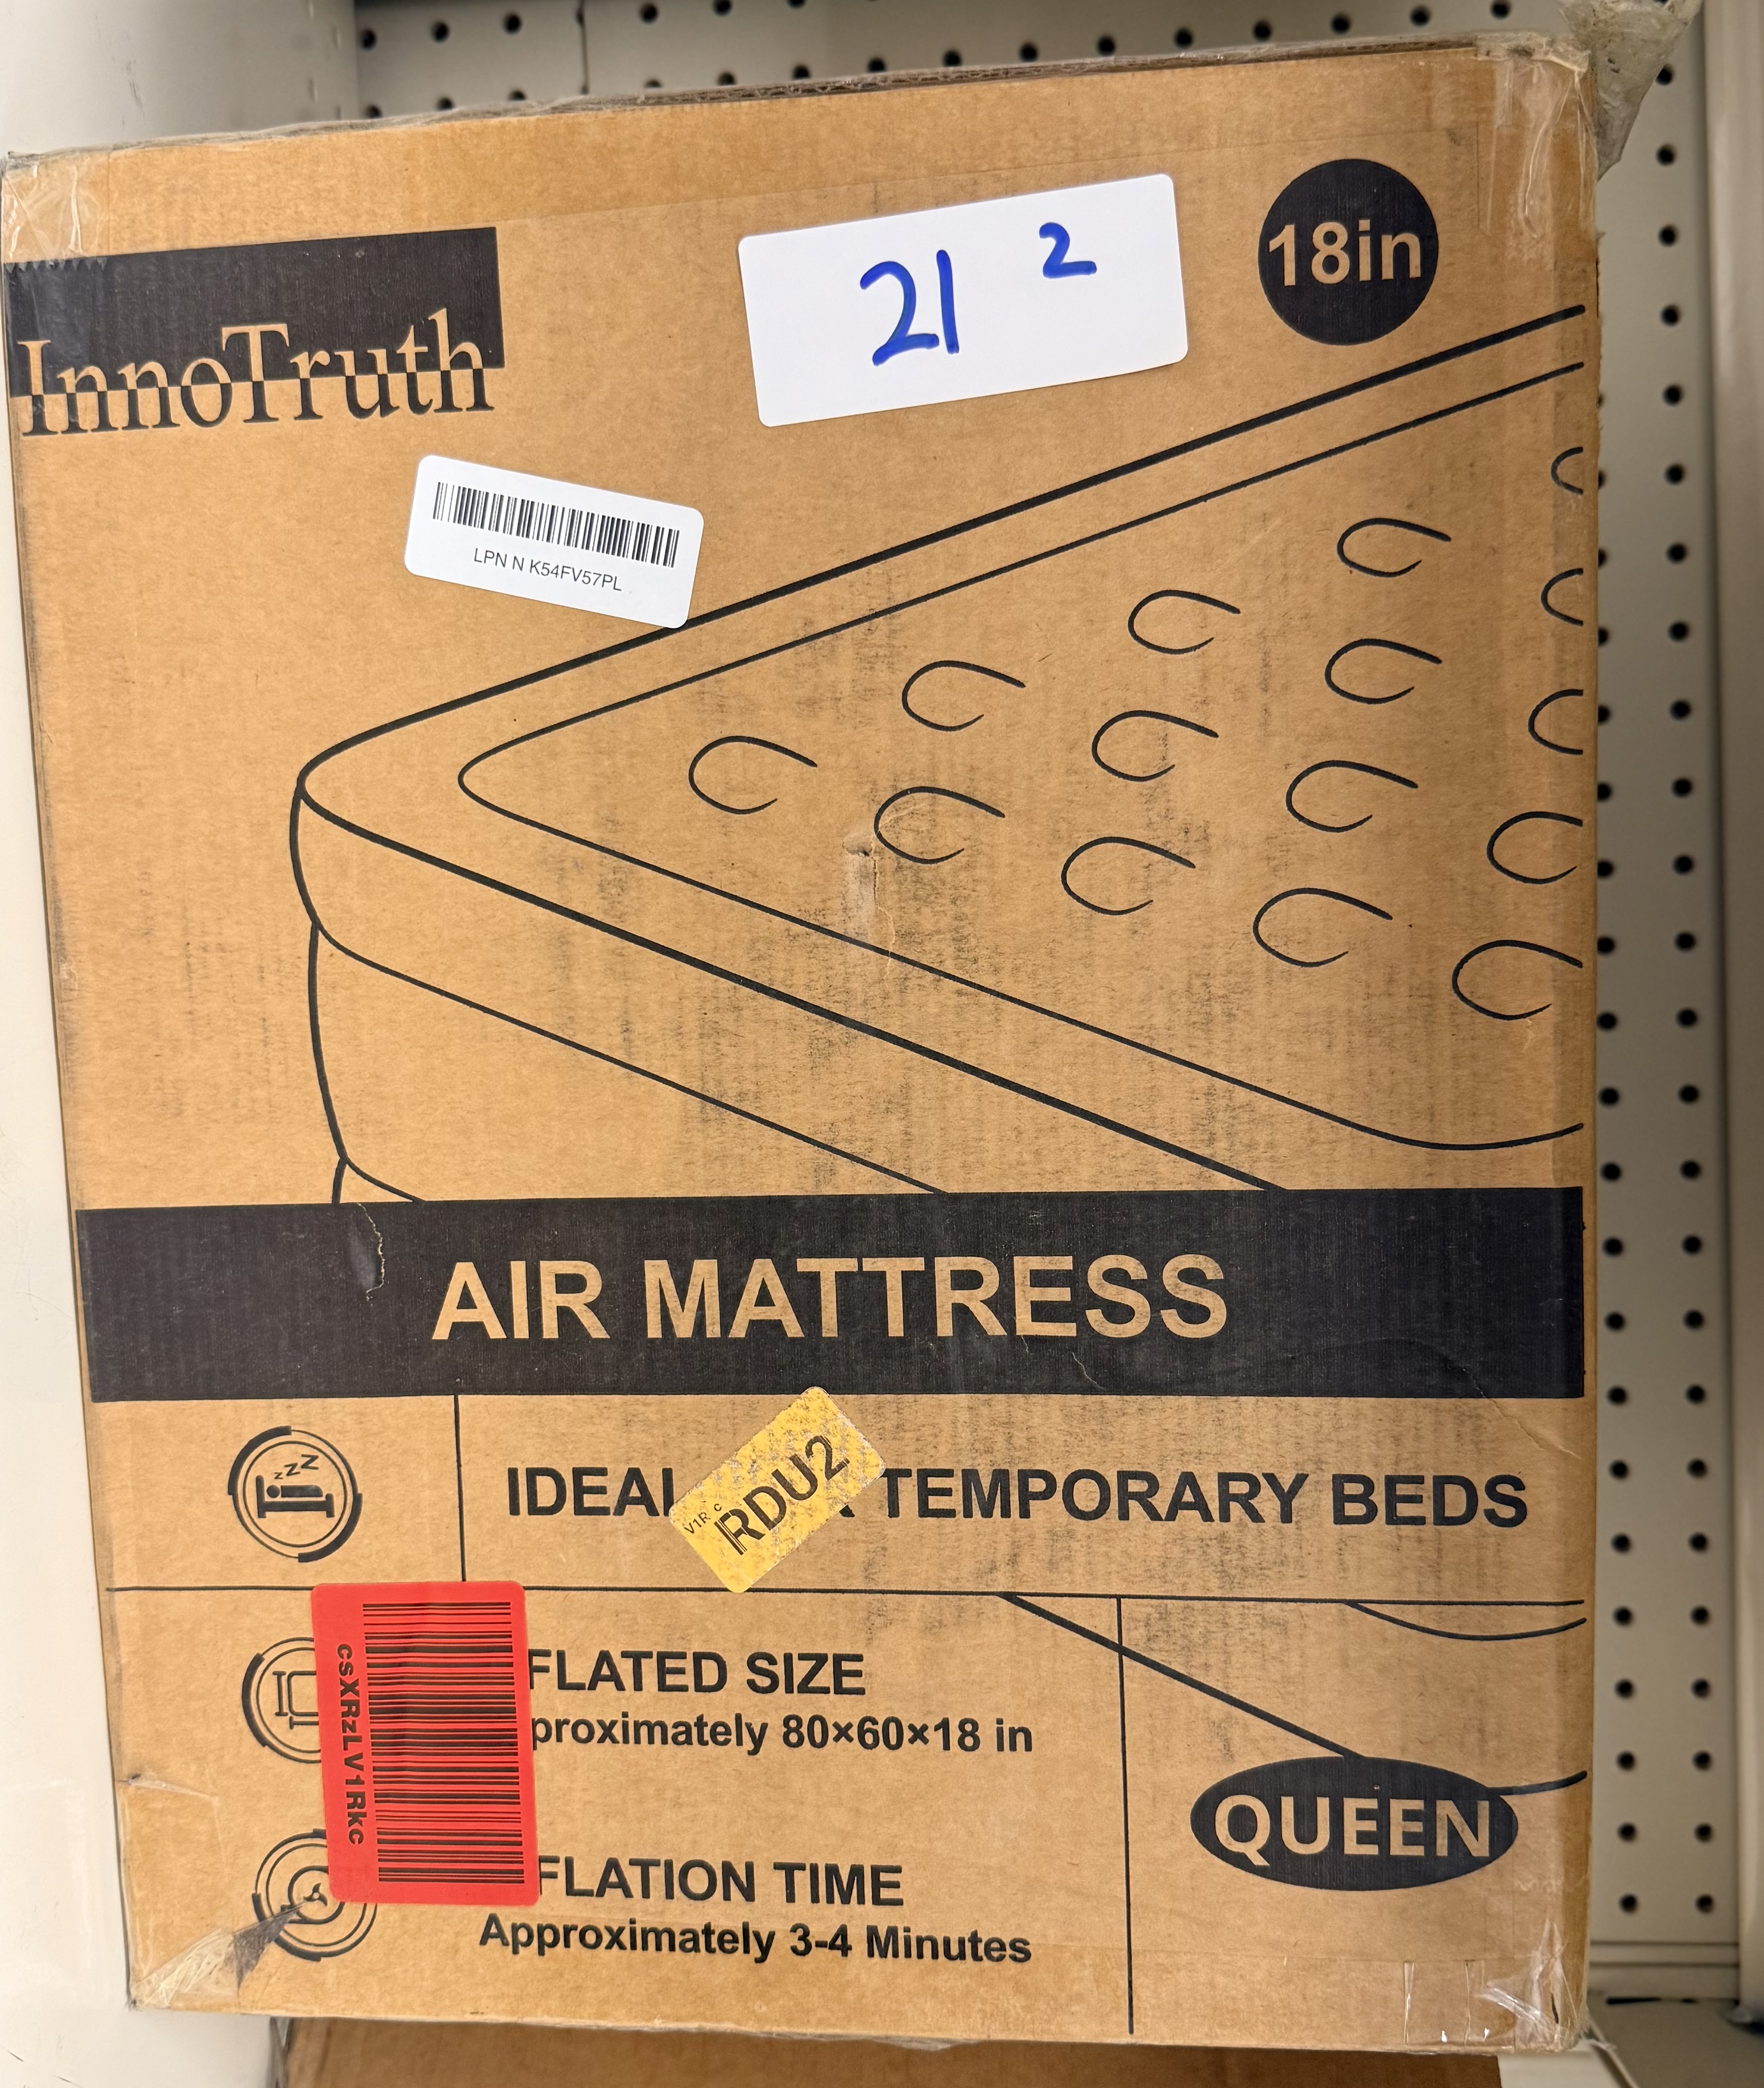 21 2
18in
InnoTruth
LPN N K54FV57PL
AIR MATTRESS
zzz
IDEAL TEMPORARY BEDS
V1R c
RDU2
FLATED SIZE
proximately 80×60×18 in
csXRzLV1Rkc
QUEEN
FLATION TIME
Approximately 3-4 Minutes